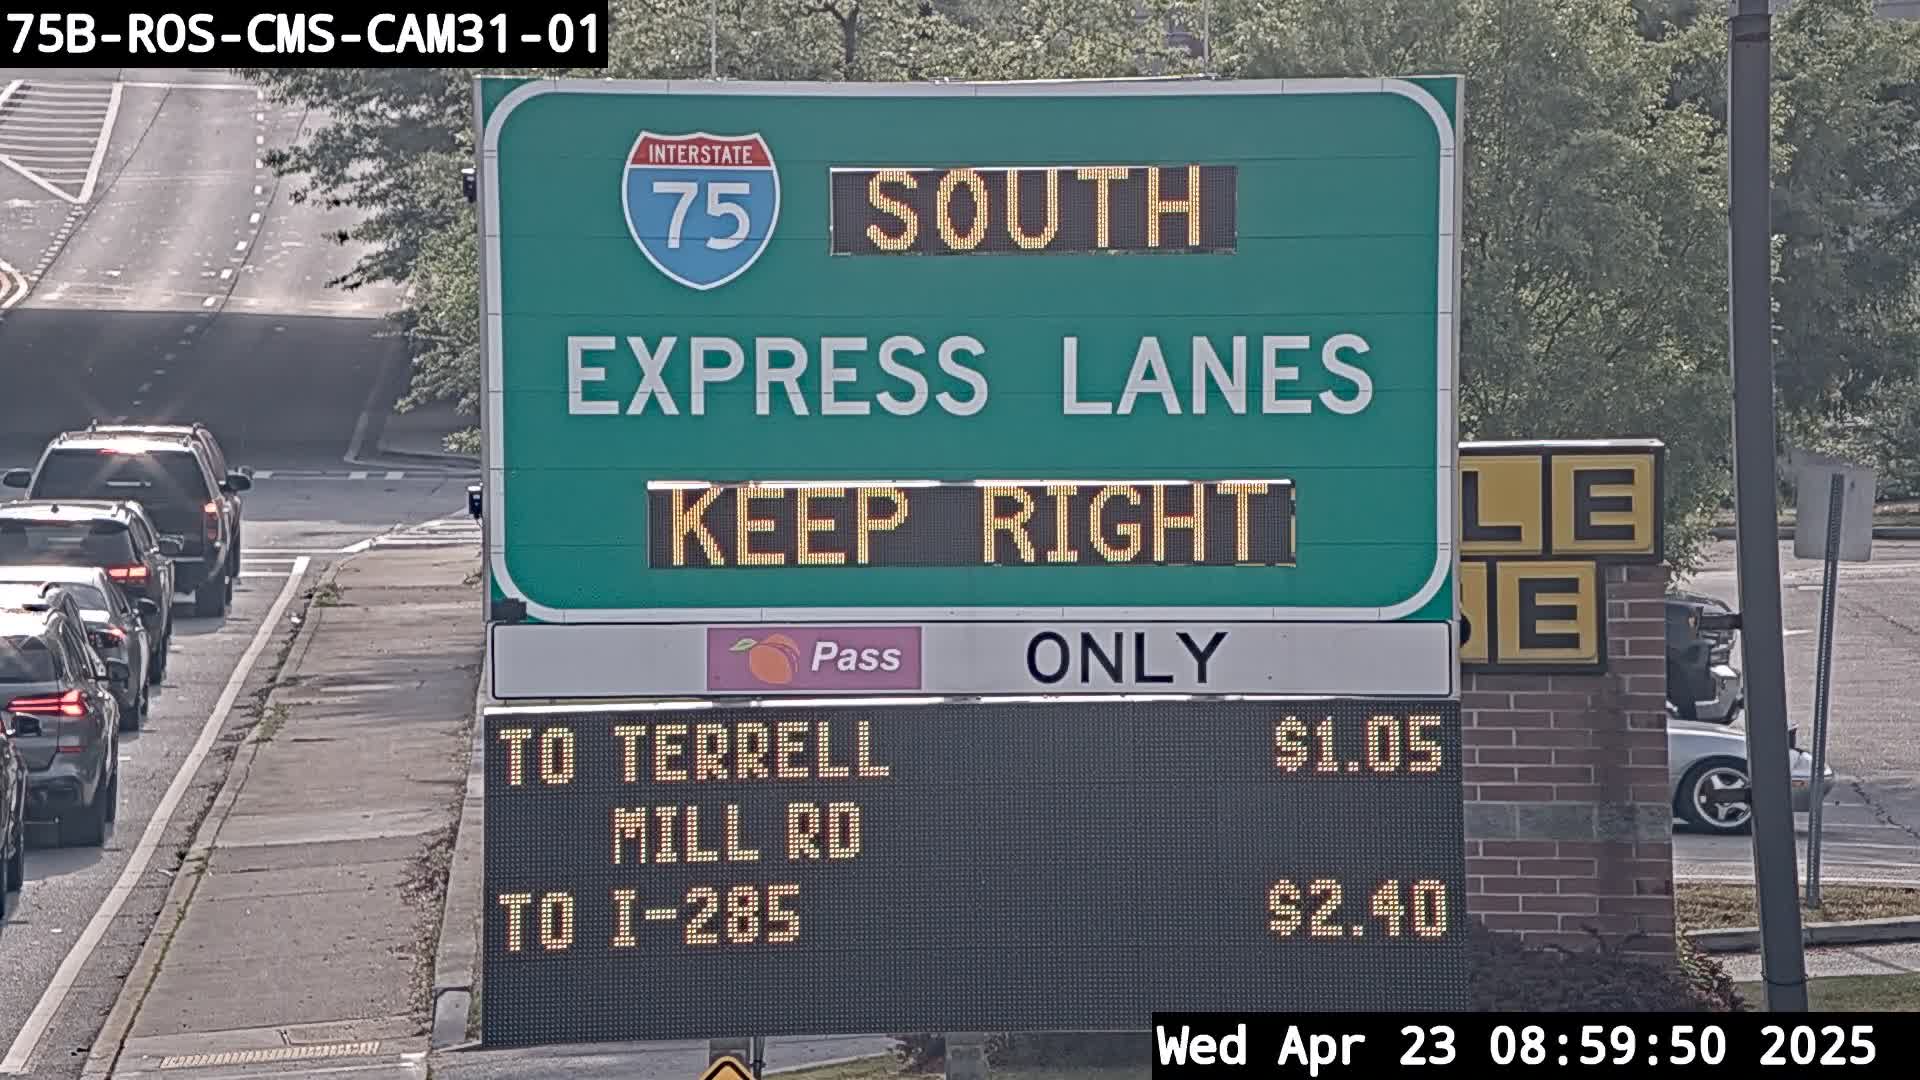 75B-ROS-CMS-CAM31-01
INTERSTATE
75
SOUTH
EXPRESS LANES
KEEP RIGHT
Pass ONLY
TO TERRELL $1.05
MILL RD
TO I-285 $2.40
LE
E
Wed Apr 23 08:59:50 2025